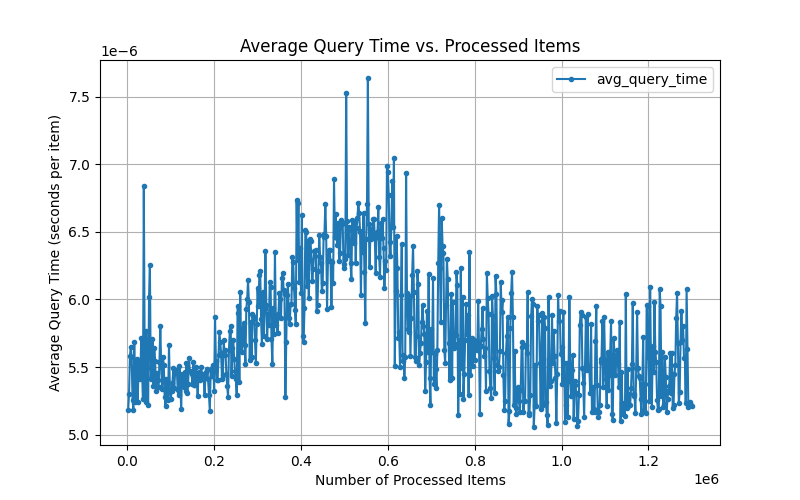 Average Query Time vs. Processed Items
1e−6
avg_query_time
7.5
7.0
6.5
6.0
5.5
5.0
Average Query Time (seconds per item)
0.0 0.2 0.4 0.6 0.8 1.0 1.2
1e6
Number of Processed Items